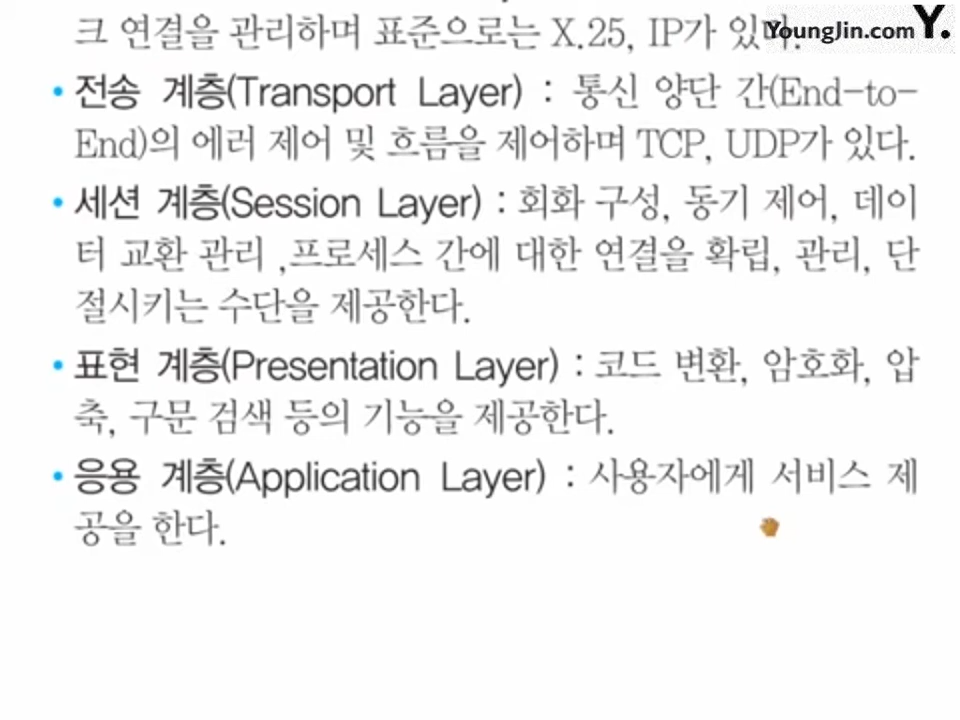 크 연결을 관리하며 표준으로는 X.25, IP가 있다.
YoungJin.com Y.
• 전송 계층(Transport Layer) : 통신 양단 간(End-to-
End)의 에러 제어 및 흐름을 제어하며 TCP, UDP가 있다.
• 세션 계층(Session Layer) : 회화 구성, 동기 제어, 데이
터 교환 관리 ,프로세스 간에 대한 연결을 확립, 관리, 단
절시키는 수단을 제공한다.
• 표현 계층(Presentation Layer) : 코드 변환, 암호화, 압
축, 구문 검색 등의 기능을 제공한다.
• 응용 계층(Application Layer) : 사용자에게 서비스 제
공을 한다.